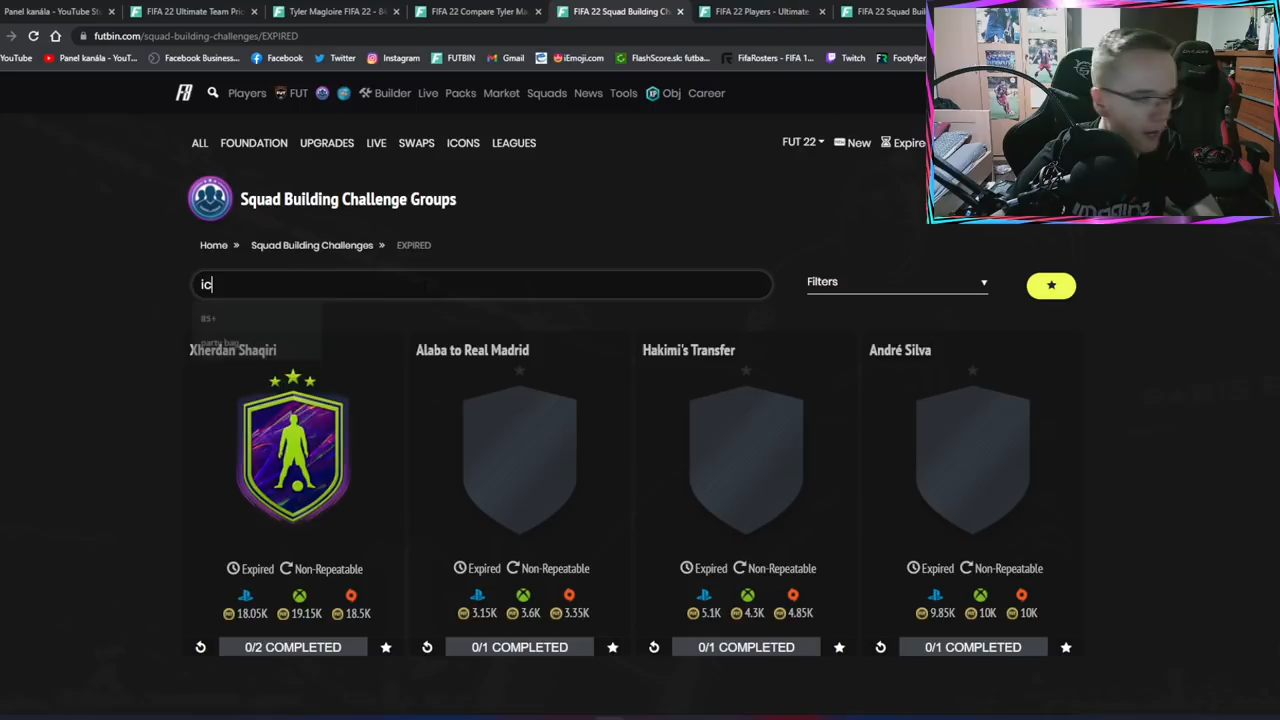 Panel kanála - YouTube St
FIFA 22 Ultimate Team Pric
Tyler Magloire FIFA 22 - 84
FIFA 22 Compare Tyler Ma
FIFA 22 Squad Building Ch
FIFA 22 Players - Ultimate
FIFA 22 Squad Buil
futbin.com/squad-building-challenges/EXPIRED
YouTube
Panel kanála - YouT...
Facebook Business...
Twitter
Instagram
FUTBIN
Gmail
iEmoji.com
FlashScore.sk: futba...
FifaRosters - FIFA 1...
Twitch
FootyRen
Players
FUT
Builder
Live
Packs
Market
Squads
News
Tools
Obj
Career
ALL
FOUNDATION
UPGRADES
LIVE
SWAPS
ICONS
LEAGUES
FUT 22
New
Expire
Squad Building Challenge Groups
Home » Squad Building Challenges » EXPIRED
ic
Filters
85+
party bag
Xherdan Shaqiri
Alaba to Real Madrid
Hakimi's Transfer
André Silva
Expired Non-Repeatable
Expired Non-Repeatable
Expired Non-Repeatable
Expired Non-Repeatable
18.05K 19.15K 18.5K
3.15K 3.6K 3.35K
5.1K 4.3K 4.85K
9.85K 10K 10K
0/2 COMPLETED
0/1 COMPLETED
0/1 COMPLETED
0/1 COMPLETED